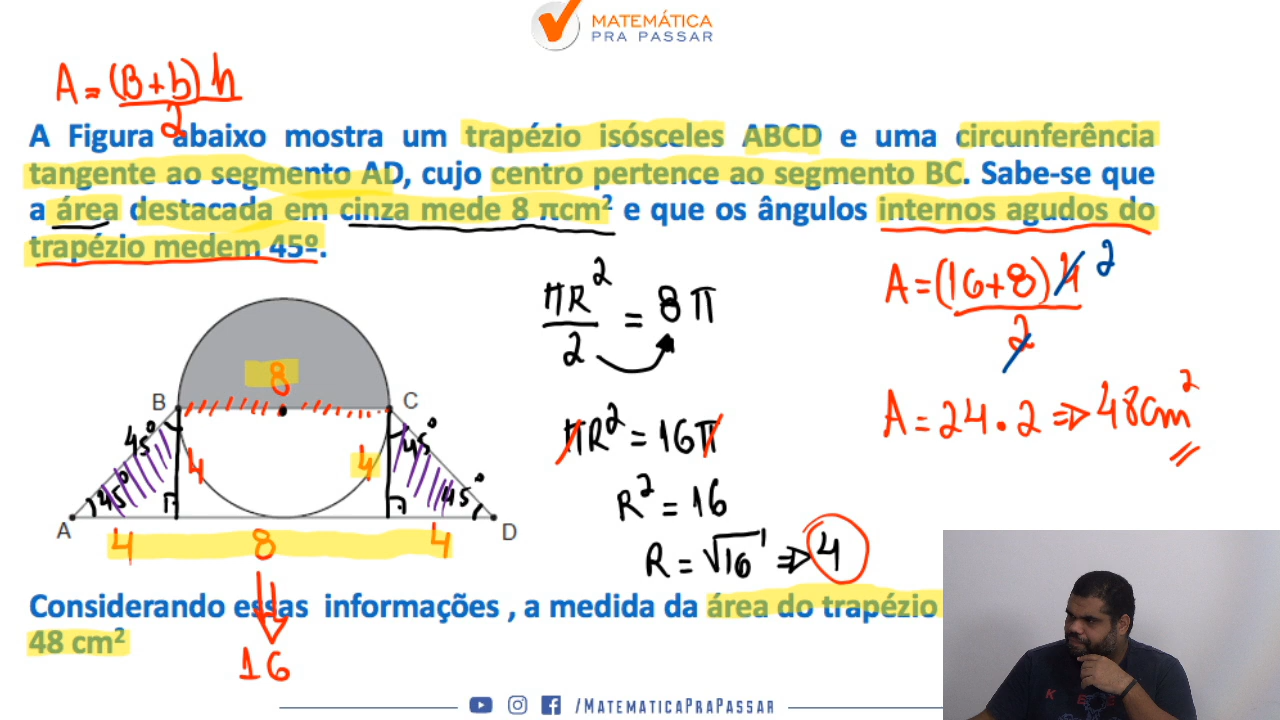 MATEMÁTICA
PRA PASSAR
A = (B+b) h
2
A Figura abaixo mostra um trapézio isósceles ABCD e uma circunferência
tangente ao segmento AD, cujo centro pertence ao segmento BC. Sabe-se que
a área destacada em cinza mede 8 πcm² e que os ângulos internos agudos do
trapézio medem 45º.
πR² = 8π
2
A = (16+8) 4 2
2
8
B C
45° 45°
πR² = 16π
A = 24 . 2 ⇒ 48cm²
4 4
45° 45°
R² = 16
A D
4 8 4
R = √16 ⇒ 4
Considerando essas informações , a medida da área do trapézio
48 cm²
16
/MatematicaPraPassar